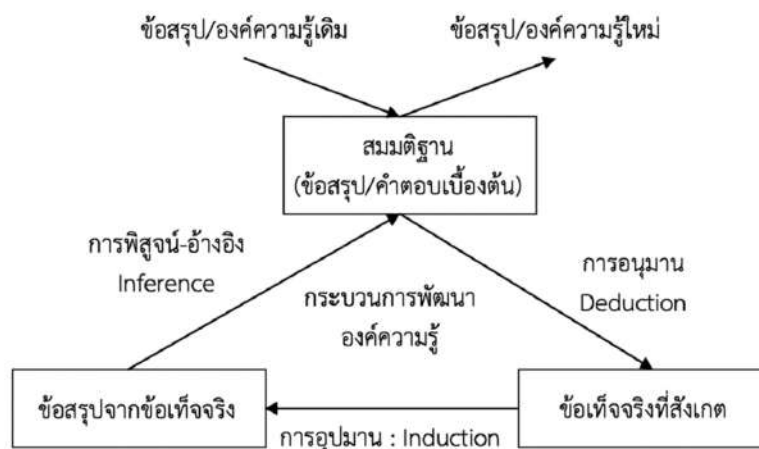 ข้อสรุป/องค์ความรู้เดิม
ข้อสรุป/องค์ความรู้ใหม่
สมมติฐาน
(ข้อสรุป/คำตอบเบื้องต้น)
การพิสูจน์-อ้างอิง
Inference
การอนุมาน
Deduction
กระบวนการพัฒนา
องค์ความรู้
ข้อสรุปจากข้อเท็จจริง
ข้อเท็จจริงที่สังเกต
การอุปมาน : Induction